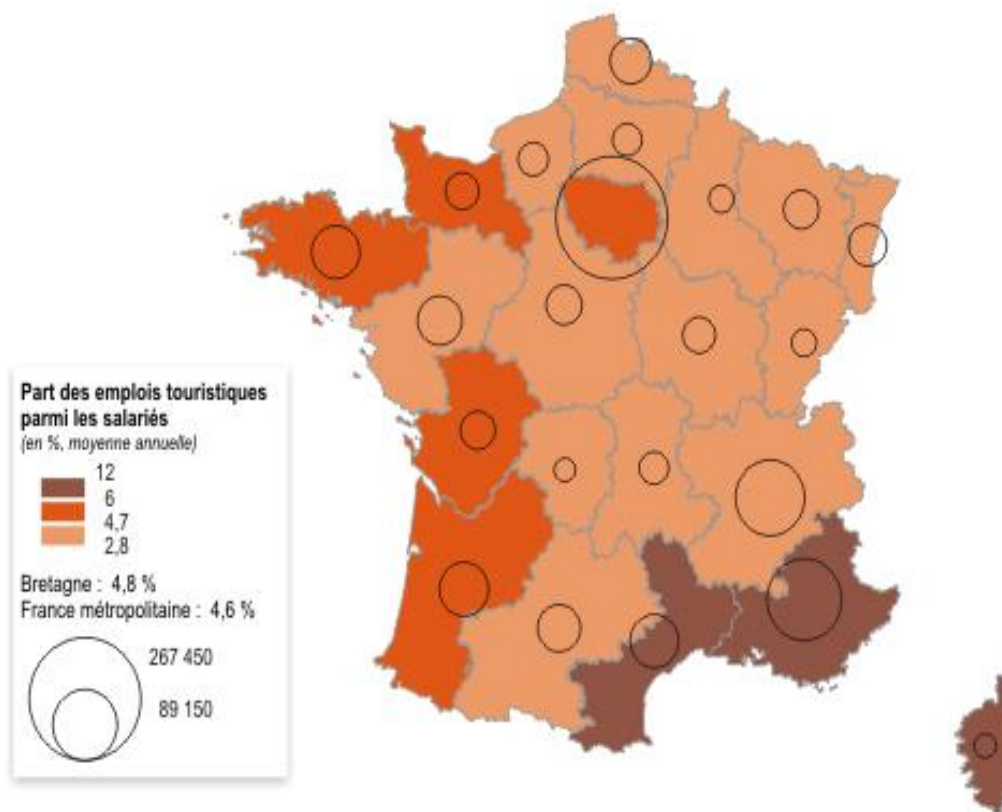 Part des emplois touristiques
parmi les salariés
(en %, moyenne annuelle)
12
6
4,7
2,8
Bretagne : 4,8 %
France métropolitaine : 4,6 %
267 450
89 150